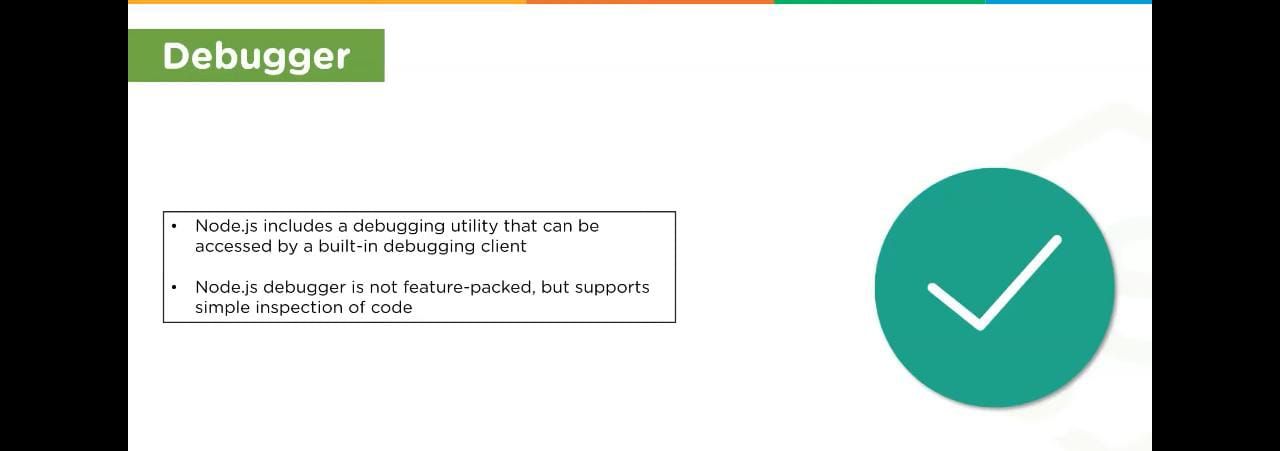 Debugger
• Node.js includes a debugging utility that can be
accessed by a built-in debugging client
• Node.js debugger is not feature-packed, but supports
simple inspection of code